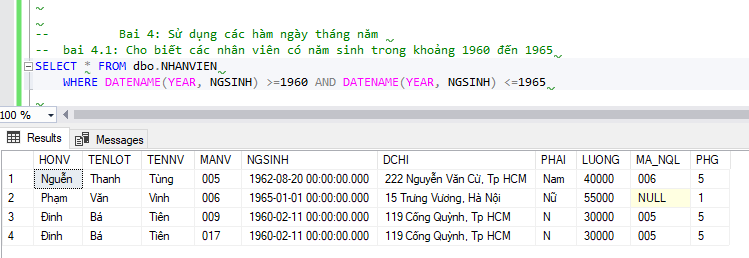 -- Bai 4: Sử dụng các hàm ngày tháng năm
-- bai 4.1: Cho biết các nhân viên có năm sinh trong khoảng 1960 đến 1965
SELECT * FROM dbo.NHANVIEN
WHERE DATENAME(YEAR, NGSINH) >=1960 AND DATENAME(YEAR, NGSINH) <=1965
100 %
Results Messages
HONV TENLOT TENNV MANV NGSINH DCHI PHAI LUONG MA_NQL PHG
1 Nguễn Thanh Tùng 005 1962-08-20 00:00:00.000 222 Nguyễn Văn Cừ, Tp HCM Nam 40000 006 5
2 Phạm Văn Vinh 006 1965-01-01 00:00:00.000 15 Trưng Vương, Hà Nội Nữ 55000 NULL 1
3 Đinh Bá Tiên 009 1960-02-11 00:00:00.000 119 Cống Quỳnh, Tp HCM N 30000 005 5
4 Đinh Bá Tiên 017 1960-02-11 00:00:00.000 119 Cống Quỳnh, Tp HCM N 30000 005 5